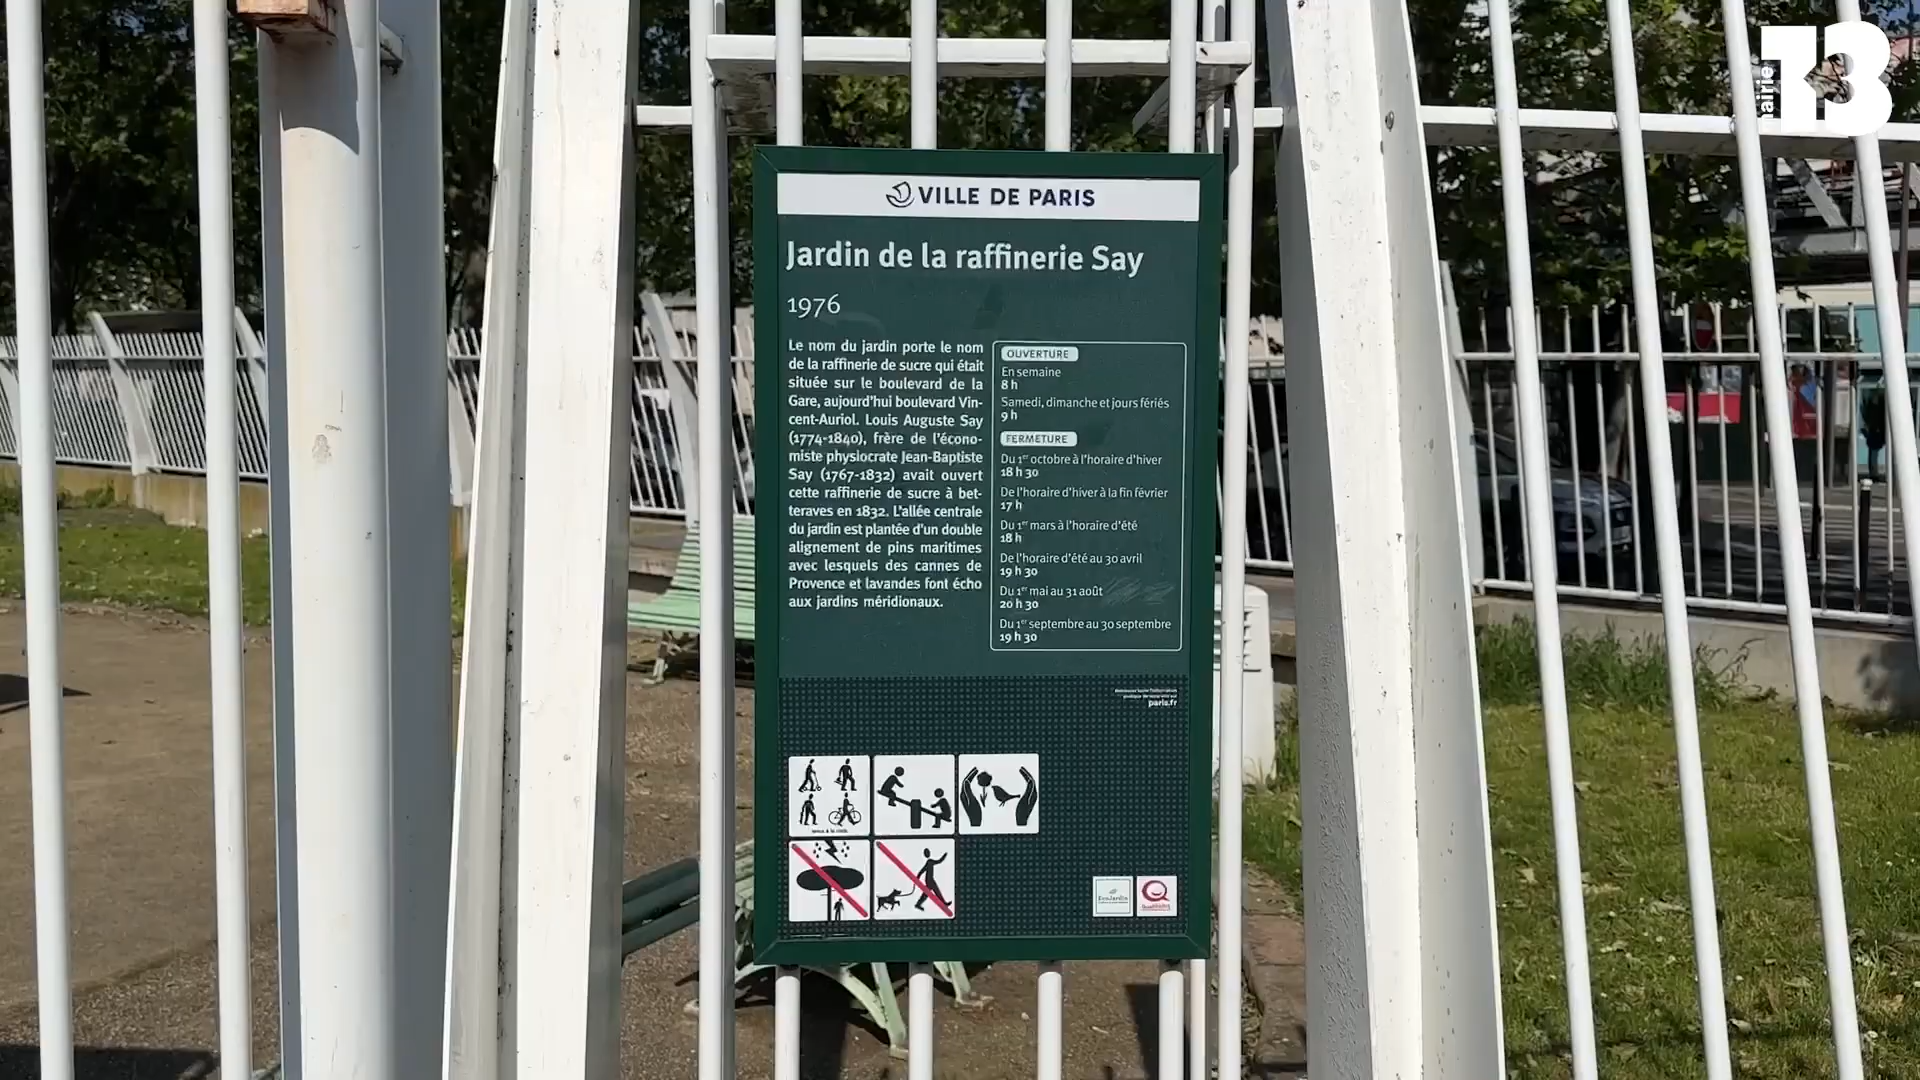 airie
13
VILLE DE PARIS
Jardin de la raffinerie Say
1976
Le nom du jardin porte le nom
de la raffinerie de sucre qui était
située sur le boulevard de la
Gare, aujourd'hui boulevard Vin-
cent-Auriol. Louis Auguste Say
(1774-1840), frère de l'écono-
miste physiocrate Jean-Baptiste
Say (1767-1832) avait ouvert
cette raffinerie de sucre à bet-
teraves en 1832. L'allée centrale
du jardin est plantée d'un double
alignement de pins maritimes
avec lesquels des cannes de
Provence et lavandes font écho
aux jardins méridionaux.
OUVERTURE
En semaine
8 h
Samedi, dimanche et jours fériés
9 h
FERMETURE
Du 1er octobre à l'horaire d'hiver
18 h 30
De l'horaire d'hiver à la fin février
17 h
Du 1er mars à l'horaire d'été
18 h
De l'horaire d'été au 30 avril
19 h 30
Du 1er mai au 31 août
20 h 30
Du 1er septembre au 30 septembre
19 h 30
paris.fr
EcoJardin